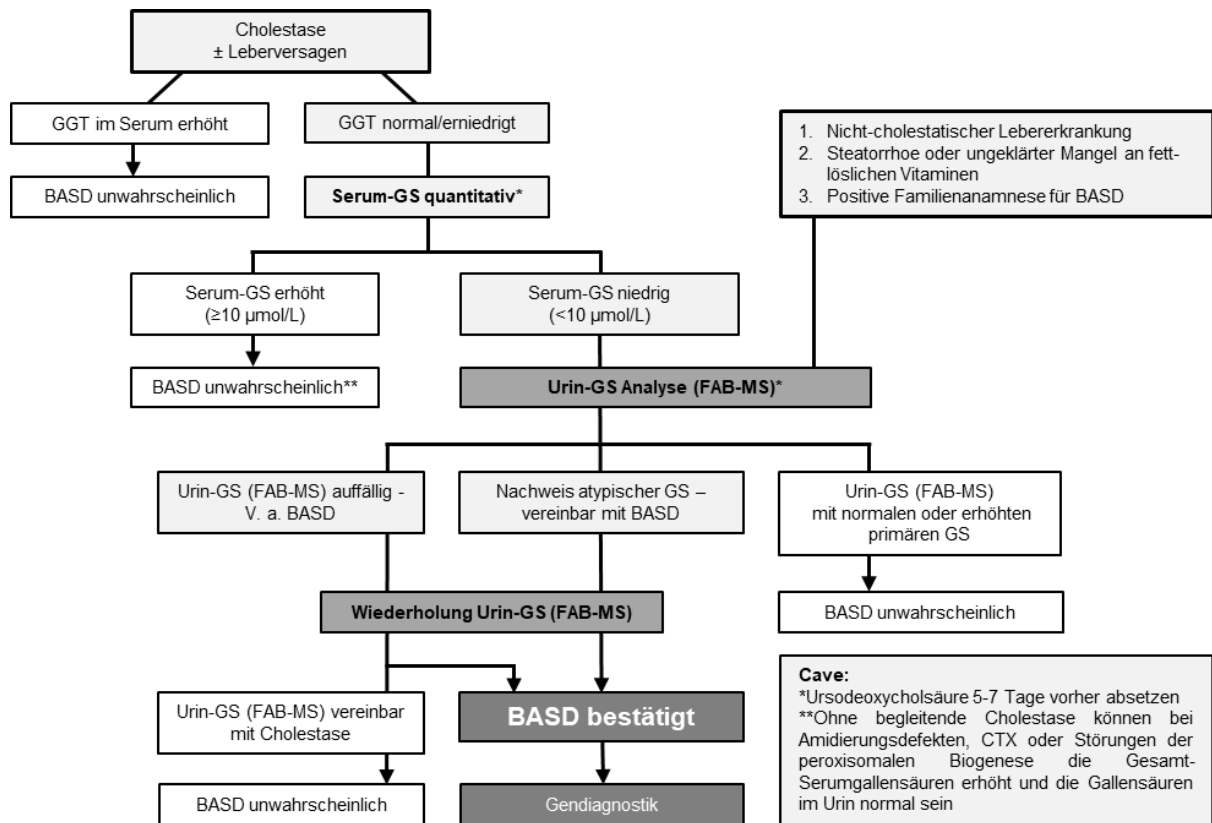 Cholestase
± Leberversagen
GGT im Serum erhöht
GGT normal/erniedrigt
1. Nicht-cholestatischer Lebererkrankung
2. Steatorrhoe oder ungeklärter Mangel an fett-
löslichen Vitaminen
3. Positive Familienanamnese für BASD
BASD unwahrscheinlich
Serum-GS quantitativ*
Serum-GS erhöht
(≥10 µmol/L)
Serum-GS niedrig
(<10 µmol/L)
BASD unwahrscheinlich**
Urin-GS Analyse (FAB-MS)*
Urin-GS (FAB-MS) auffällig -
V. a. BASD
Nachweis atypischer GS –
vereinbar mit BASD
Urin-GS (FAB-MS)
mit normalen oder erhöhten
primären GS
Wiederholung Urin-GS (FAB-MS)
BASD unwahrscheinlich
Urin-GS (FAB-MS) vereinbar
mit Cholestase
BASD bestätigt
BASD unwahrscheinlich
Gendiagnostik
Cave:
*Ursodeoxycholsäure 5-7 Tage vorher absetzen
**Ohne begleitende Cholestase können bei
Amidierungsdefekten, CTX oder Störungen der
peroxisomalen Biogenese die Gesamt-
Serumgallensäuren erhöht und die Gallensäuren
im Urin normal sein